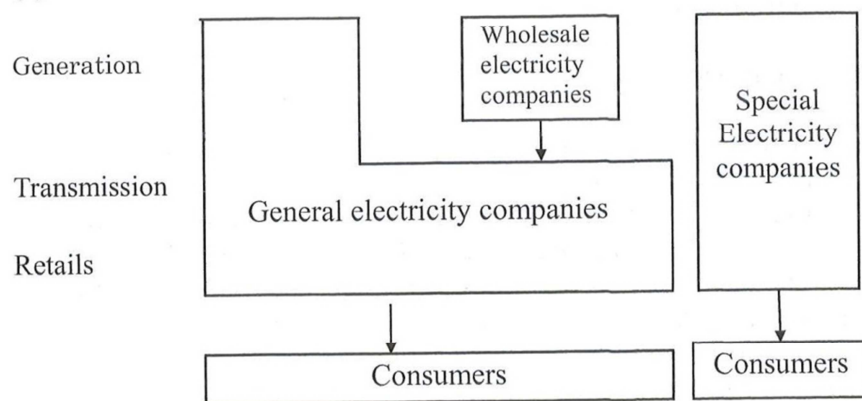 Generation
Wholesale
electricity
companies
Special
Electricity
companies
Transmission
General electricity companies
Retails
Consumers
Consumers